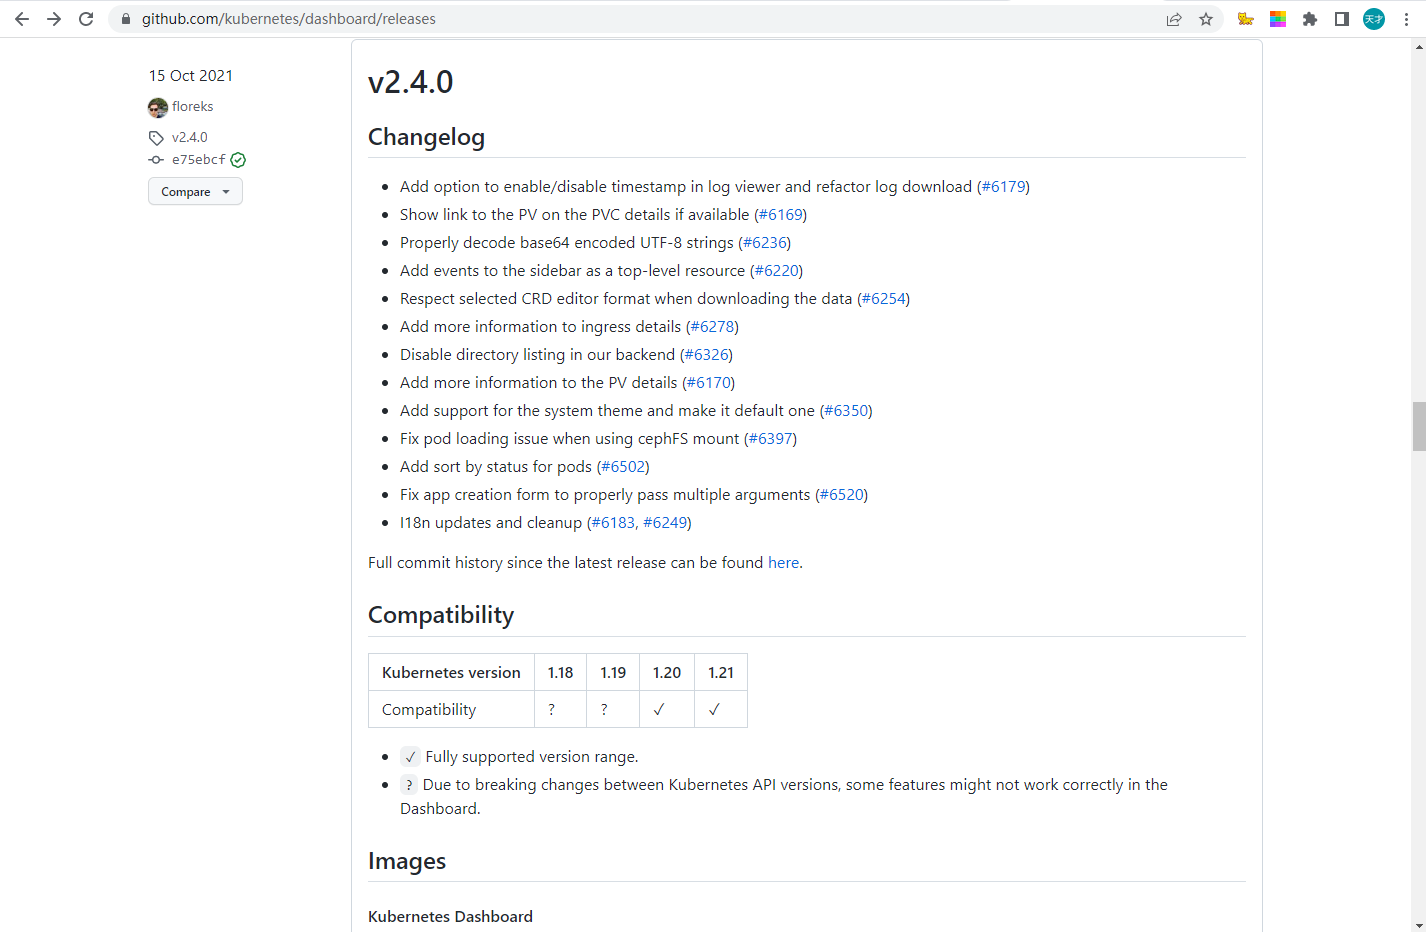 github.com/kubernetes/dashboard/releases
天才
15 Oct 2021
floreks
v2.4.0
e75ebcf
Compare
v2.4.0
Changelog
Add option to enable/disable timestamp in log viewer and refactor log download (#6179)
Show link to the PV on the PVC details if available (#6169)
Properly decode base64 encoded UTF-8 strings (#6236)
Add events to the sidebar as a top-level resource (#6220)
Respect selected CRD editor format when downloading the data (#6254)
Add more information to ingress details (#6278)
Disable directory listing in our backend (#6326)
Add more information to the PV details (#6170)
Add support for the system theme and make it default one (#6350)
Fix pod loading issue when using cephFS mount (#6397)
Add sort by status for pods (#6502)
Fix app creation form to properly pass multiple arguments (#6520)
I18n updates and cleanup (#6183, #6249)
Full commit history since the latest release can be found here.
Compatibility
Kubernetes version 1.18 1.19 1.20 1.21
Compatibility ? ? ✓ ✓
✓ Fully supported version range.
? Due to breaking changes between Kubernetes API versions, some features might not work correctly in the
Dashboard.
Images
Kubernetes Dashboard